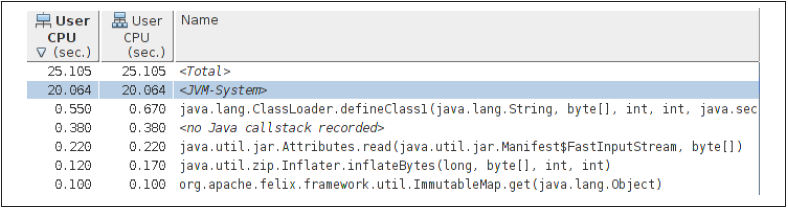 User User Name
CPU CPU
(sec.) (sec.)
25.105 25.105 <Total>
20.064 20.064 <JVM-System>
0.550 0.670 java.lang.ClassLoader.defineClass1(java.lang.String, byte[], int, int, java.sec
0.380 0.380 <no Java callstack recorded>
0.220 0.220 java.util.jar.Attributes.read(java.util.jar.Manifest$FastInputStream, byte[])
0.120 0.170 java.util.zip.Inflater.inflateBytes(long, byte[], int, int)
0.100 0.100 org.apache.felix.framework.util.ImmutableMap.get(java.lang.Object)